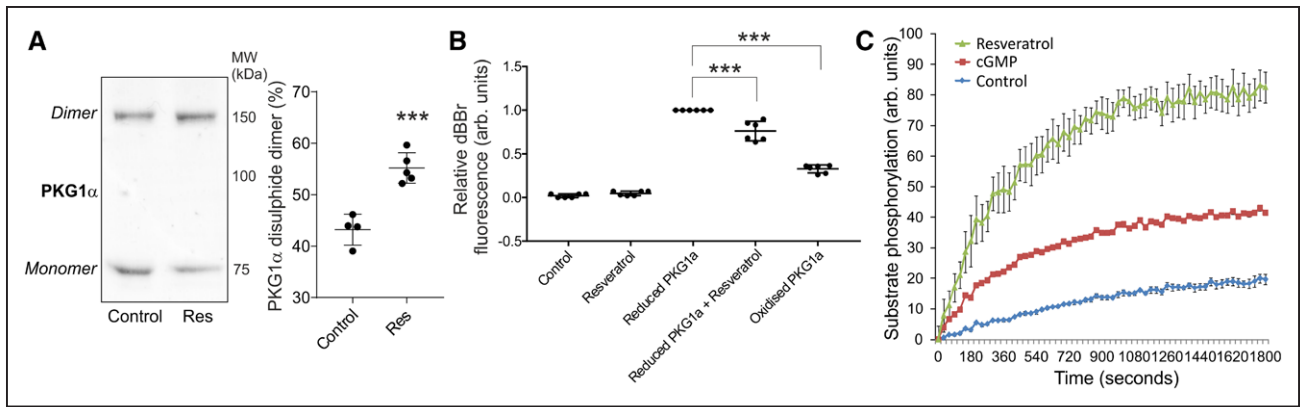 A
MW
(kDa)
Dimer
150
PKG1α
100
Monomer
75
Control Res
PKG1α disulphide dimer (%)
70
60
50
40
30
***
Control
Res
B
Relative dBBr
fluorescence (arb. units)
1.5
1.0
0.5
0.0
-0.5
***
***
Control
Resveratrol
Reduced PKG1a
Reduced PKG1a + Resveratrol
Oxidised PKG1a
C
Substrate phosphorylation (arb. units)
100
90
80
70
60
50
40
30
20
10
0
Resveratrol
cGMP
Control
0 180 360 540 720 900 1080 1260 1440 1620 1800
Time (seconds)